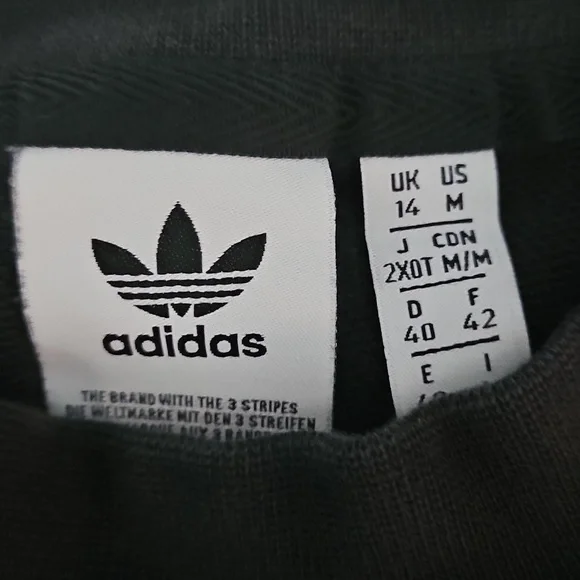 adidas
THE BRAND WITH THE 3 STRIPES
DIE WELTMARKE MIT DEN 3 STREIFEN
UK US
14 M
J CDN
2XOT M/M
D F
40 42
E I